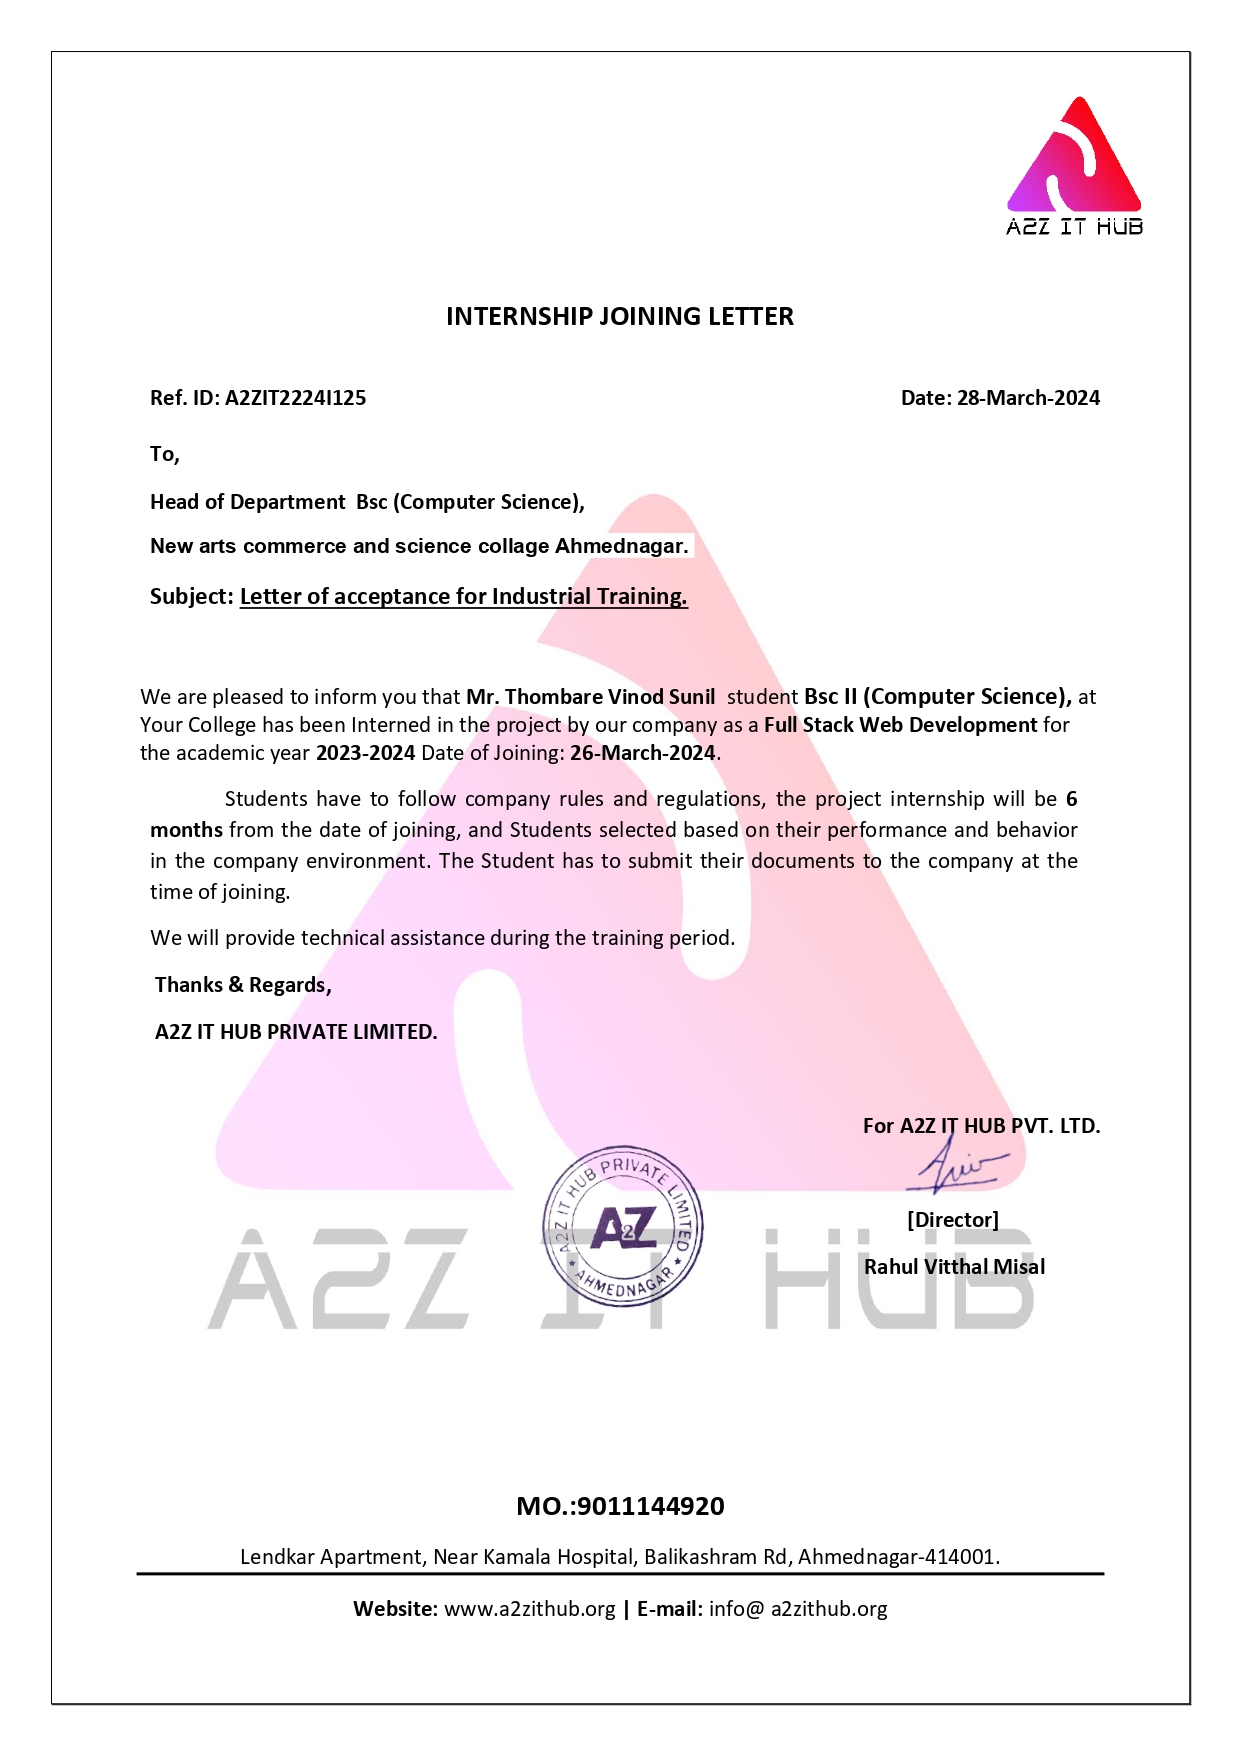 A2Z IT HUB
INTERNSHIP JOINING LETTER
Ref. ID: A2ZIT2224I125 Date: 28-March-2024
To,
Head of Department Bsc (Computer Science),
New arts commerce and science collage Ahmednagar.
Subject: Letter of acceptance for Industrial Training.
We are pleased to inform you that Mr. Thombare Vinod Sunil student Bsc II (Computer Science), at
Your College has been Interned in the project by our company as a Full Stack Web Development for
the academic year 2023-2024 Date of Joining: 26-March-2024.
Students have to follow company rules and regulations, the project internship will be 6
months from the date of joining, and Students selected based on their performance and behavior
in the company environment. The Student has to submit their documents to the company at the
time of joining.
We will provide technical assistance during the training period.
Thanks & Regards,
A2Z IT HUB PRIVATE LIMITED.
For A2Z IT HUB PVT. LTD.
A2Z IT HUB PRIVATE LIMITED
A2Z
* AHMEDNAGAR *
[Director]
Rahul Vitthal Misal
A2Z IT HUB
MO.:9011144920
Lendkar Apartment, Near Kamala Hospital, Balikashram Rd, Ahmednagar-414001.
Website: www.a2zithub.org | E-mail: info@ a2zithub.org